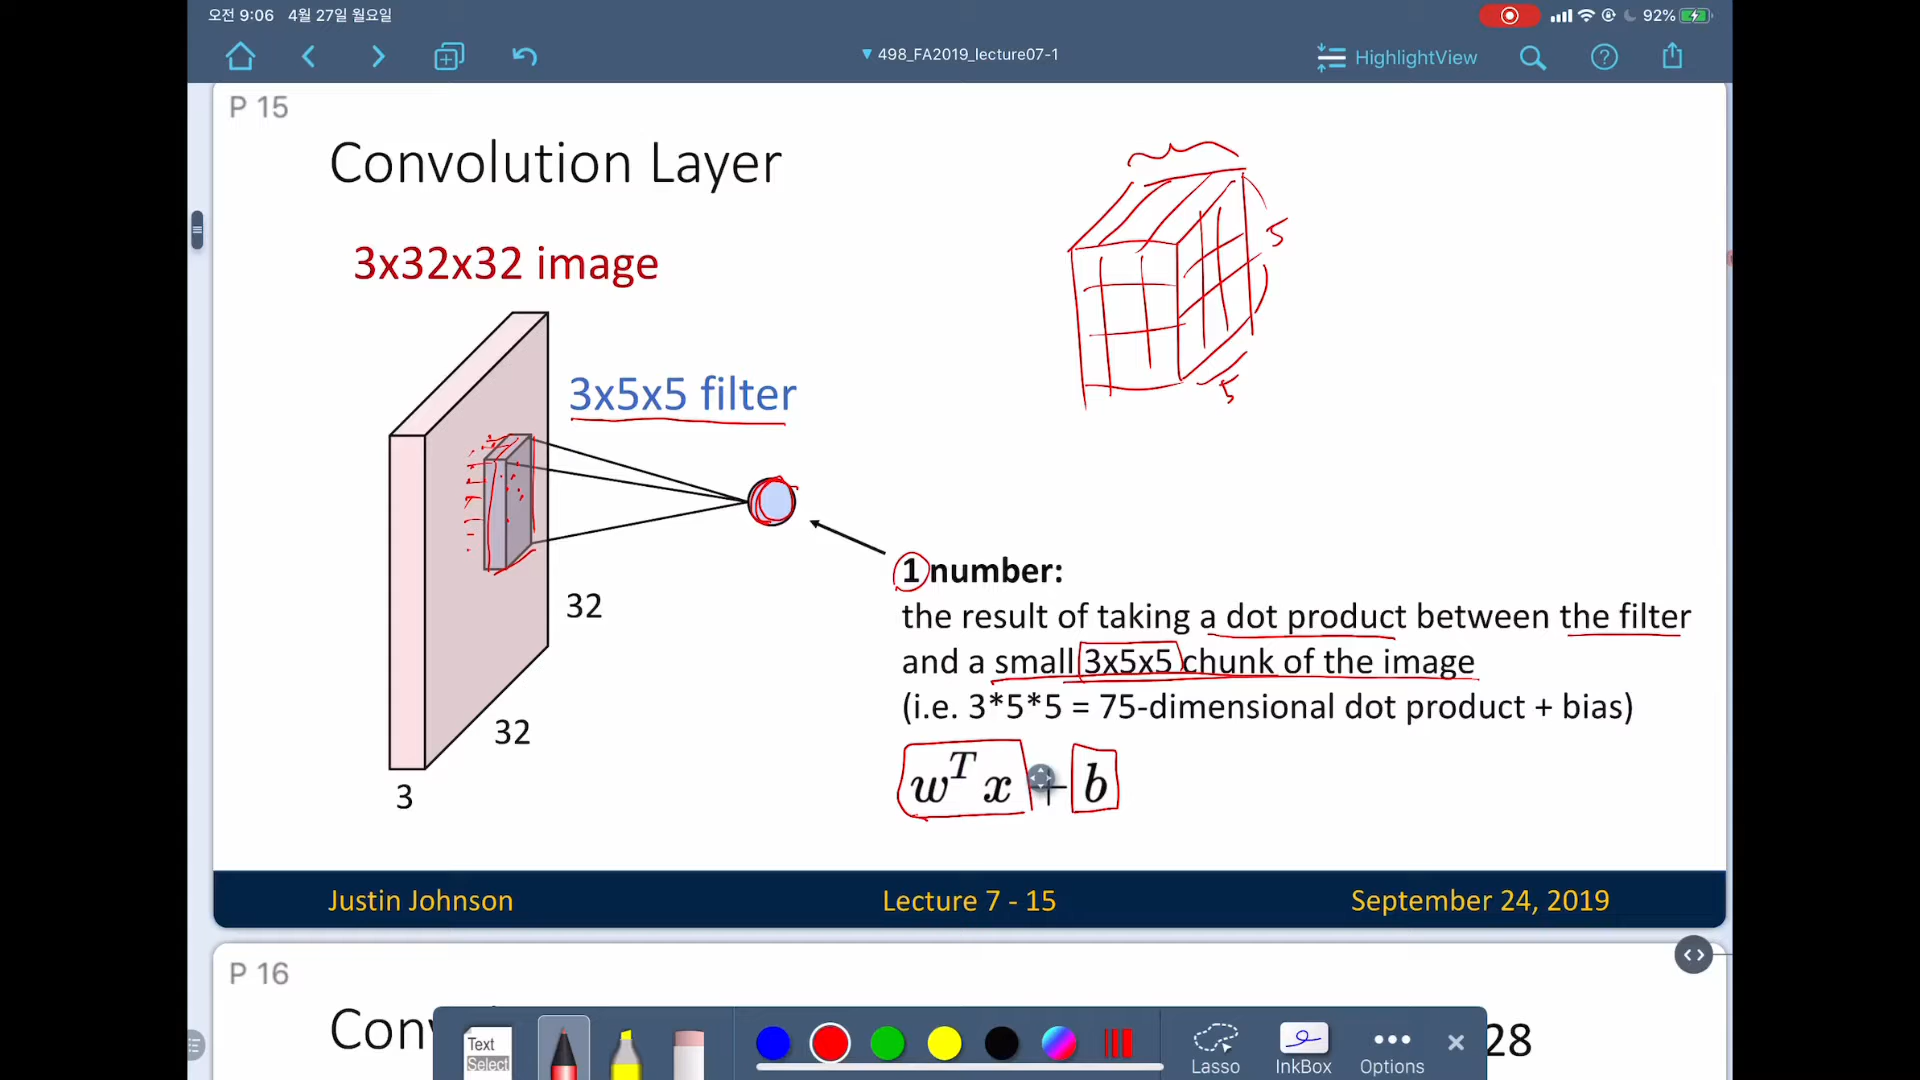 오전 9:06 4월 27일 월요일
92%
498_FA2019_lecture07-1
HighlightView
P 15
Convolution Layer
3x32x32 image
5
3x5x5 filter
5
1 number:
the result of taking a dot product between the filter
and a small 3x5x5 chunk of the image
(i.e. 3*5*5 = 75-dimensional dot product + bias)
w^T x + b
32
32
3
Justin Johnson
Lecture 7 - 15
September 24, 2019
P 16
Conv
28
Text
Select
Lasso
InkBox
Options